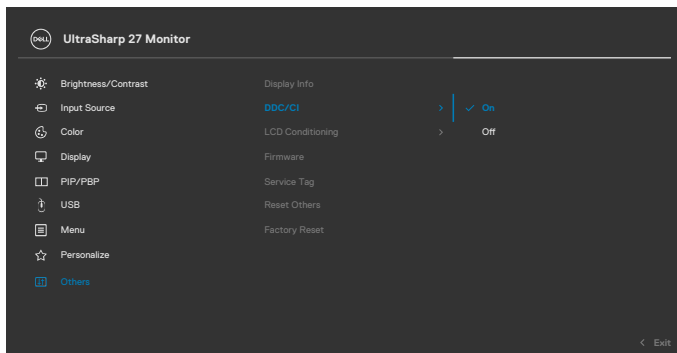 DELL UltraSharp 27 Monitor
Brightness/Contrast Display Info
Input Source DDC/CI > ✓ On
Color LCD Conditioning > Off
Display Firmware
PIP/PBP Service Tag
USB Reset Others
Menu Factory Reset
Personalize
Others
< Exit